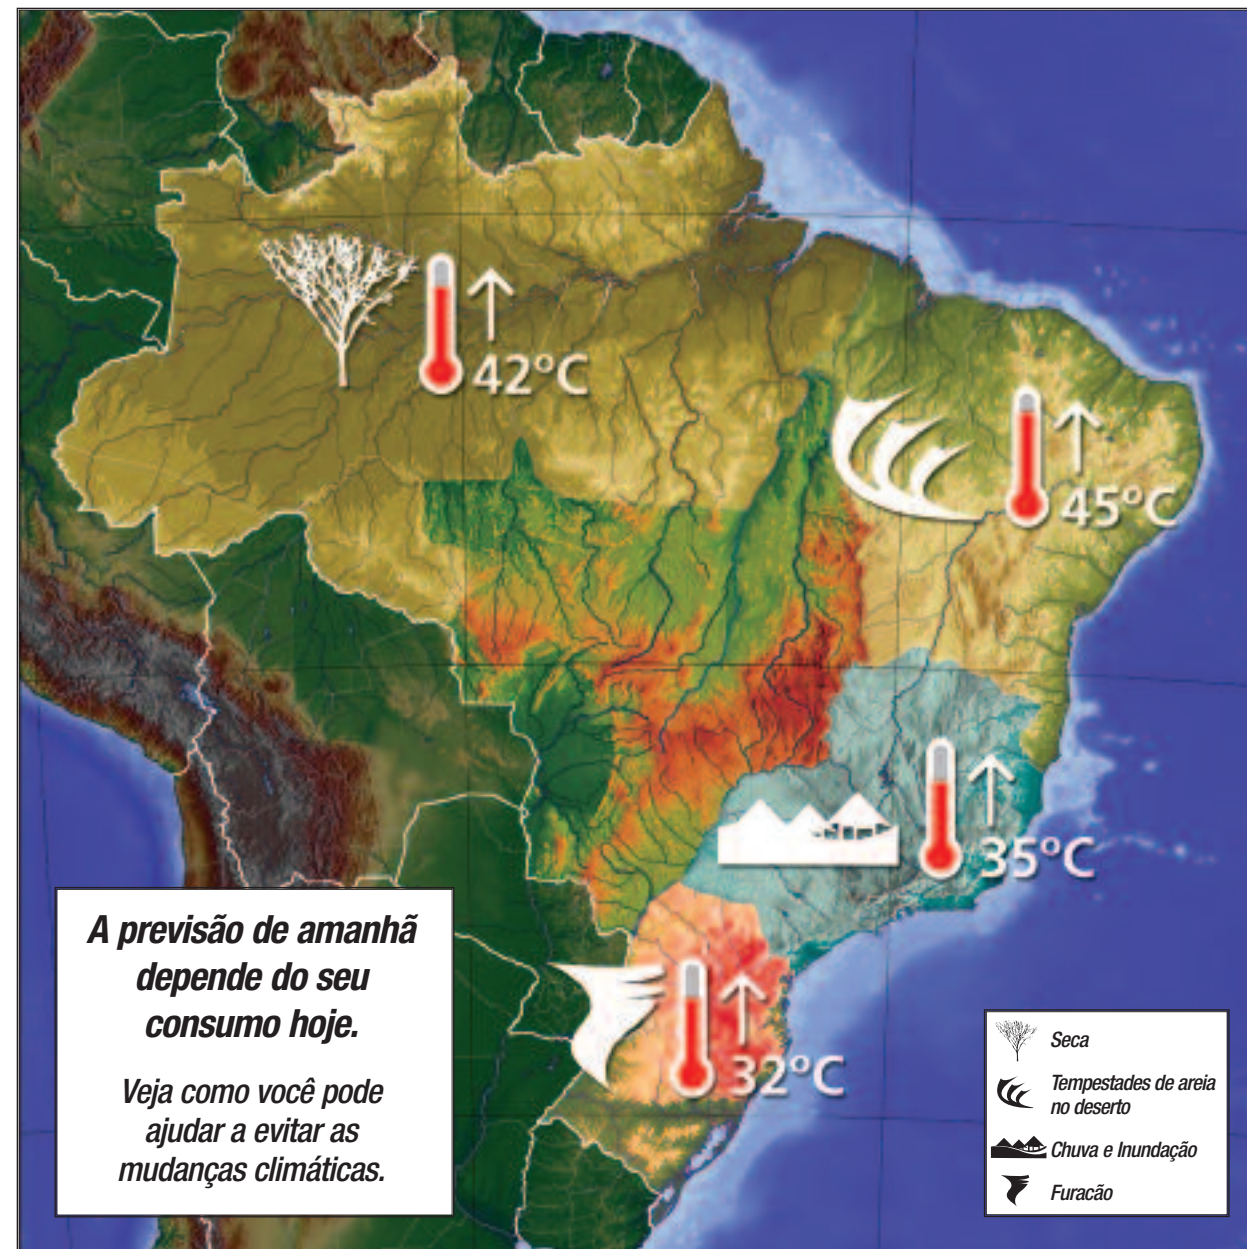 42°C
45°C
35°C
32°C
A previsão de amanhã
depende do seu
consumo hoje.
Veja como você pode
ajudar a evitar as
mudanças climáticas.
Seca
Tempestades de areia
no deserto
Chuva e Inundação
Furacão